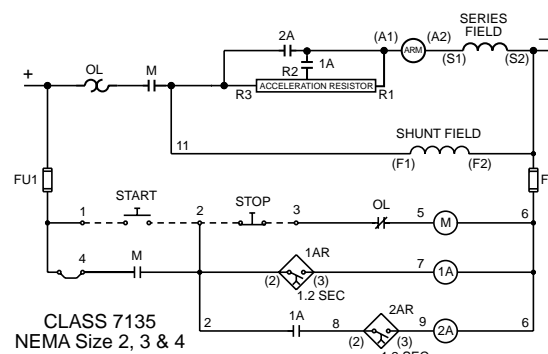 SERIES
FIELD
2A
(A1)
ARM
(A2)
(S1)
(S2)
+
–
OL
M
R2
1A
R3
ACCELERATION RESISTOR
R1
11
SHUNT FIELD
(F1)
(F2)
FU1
F
START
STOP
1
2
3
OL
5
M
6
4
M
1AR
(2)
(3)
1.2 SEC
7
1A
2
1A
8
2AR
(2)
(3)
9
2A
6
CLASS 7135
NEMA Size 2, 3 & 4